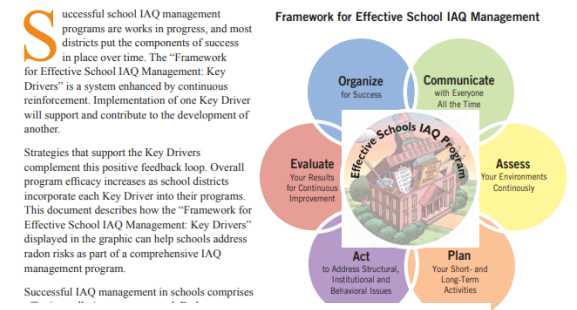 Successful school IAQ management
programs are works in progress, and most
districts put the components of success
in place over time. The “Framework
for Effective School IAQ Management: Key
Drivers” is a system enhanced by continuous
reinforcement. Implementation of one Key Driver
will support and contribute to the development of
another.
Strategies that support the Key Drivers
complement this positive feedback loop. Overall
program efficacy increases as school districts
incorporate each Key Driver into their programs.
This document describes how the “Framework for
Effective School IAQ Management: Key Drivers”
displayed in the graphic can help schools address
radon risks as part of a comprehensive IAQ
management program.
Successful IAQ management in schools comprises
Framework for Effective School IAQ Management
Organize
for Success
Communicate
with Everyone
All the Time
Effective Schools IAQ Program
Evaluate
Your Results
for Continuous
Improvement
Assess
Your Environments
Continously
Act
to Address Structural,
Institutional and
Behavioral Issues
Plan
Your Short- and
Long-Term
Activities